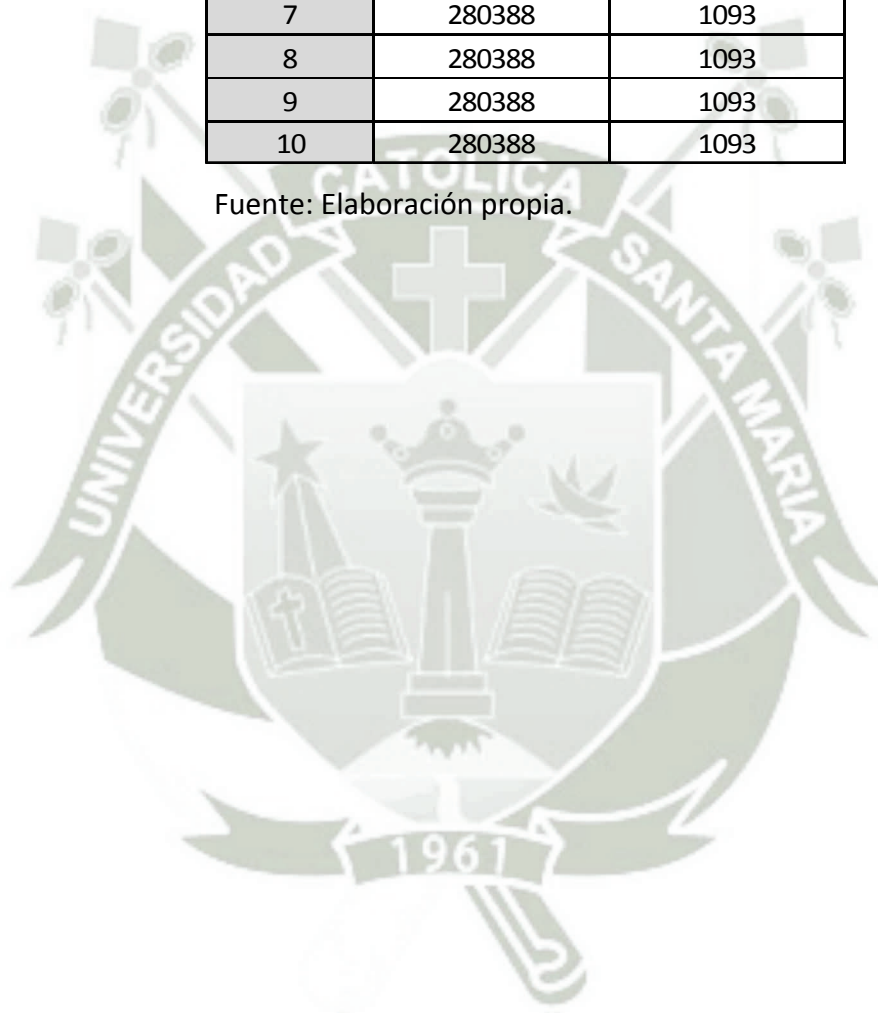 7 280388 1093
8 280388 1093
9 280388 1093
10 280388 1093
Fuente: Elaboración propia.
UNIVERSIDAD CATOLICA SANTA MARIA
1961